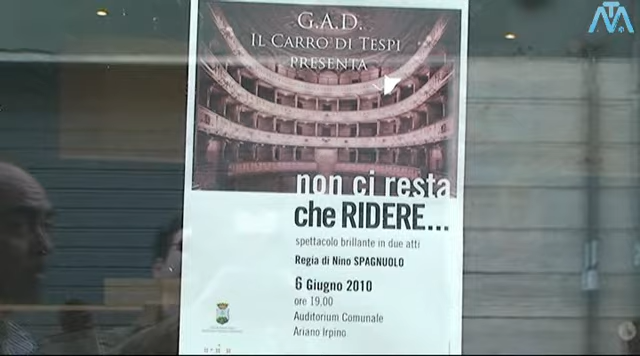 G.A.D.
IL CARRO DI TESPI
PRESENTA
non ci resta
che RIDERE...
spettacolo brillante in due atti
Regia di Nino SPAGNUOLO
6 Giugno 2010
ore 19.00
Auditorium Comunale
Ariano Irpino